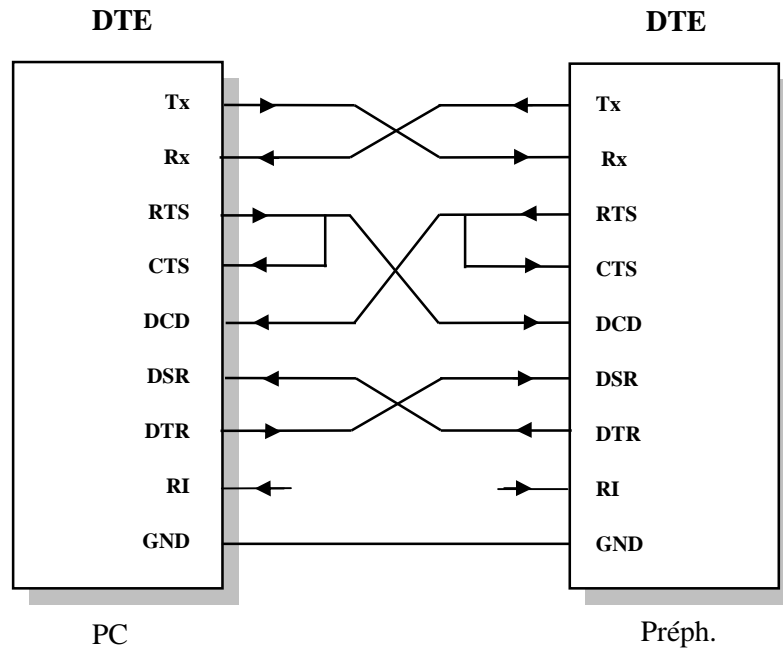 DTE DTE
Tx Tx
Rx Rx
RTS RTS
CTS CTS
DCD DCD
DSR DSR
DTR DTR
RI RI
GND GND
PC Préph.